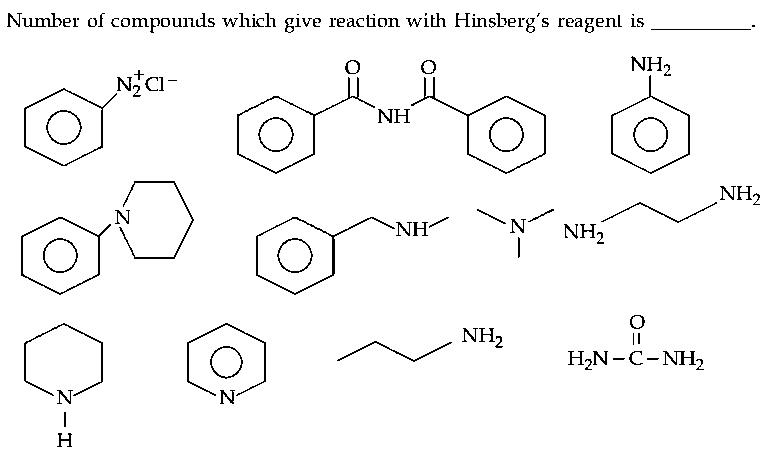 Number of compounds which give reaction with Hinsberg's reagent is __________.
N₂⁺Cl⁻
O O NH
NH₂
N
NH
N
NH₂ NH₂
N H
N
NH₂
O
H₂N–C–NH₂